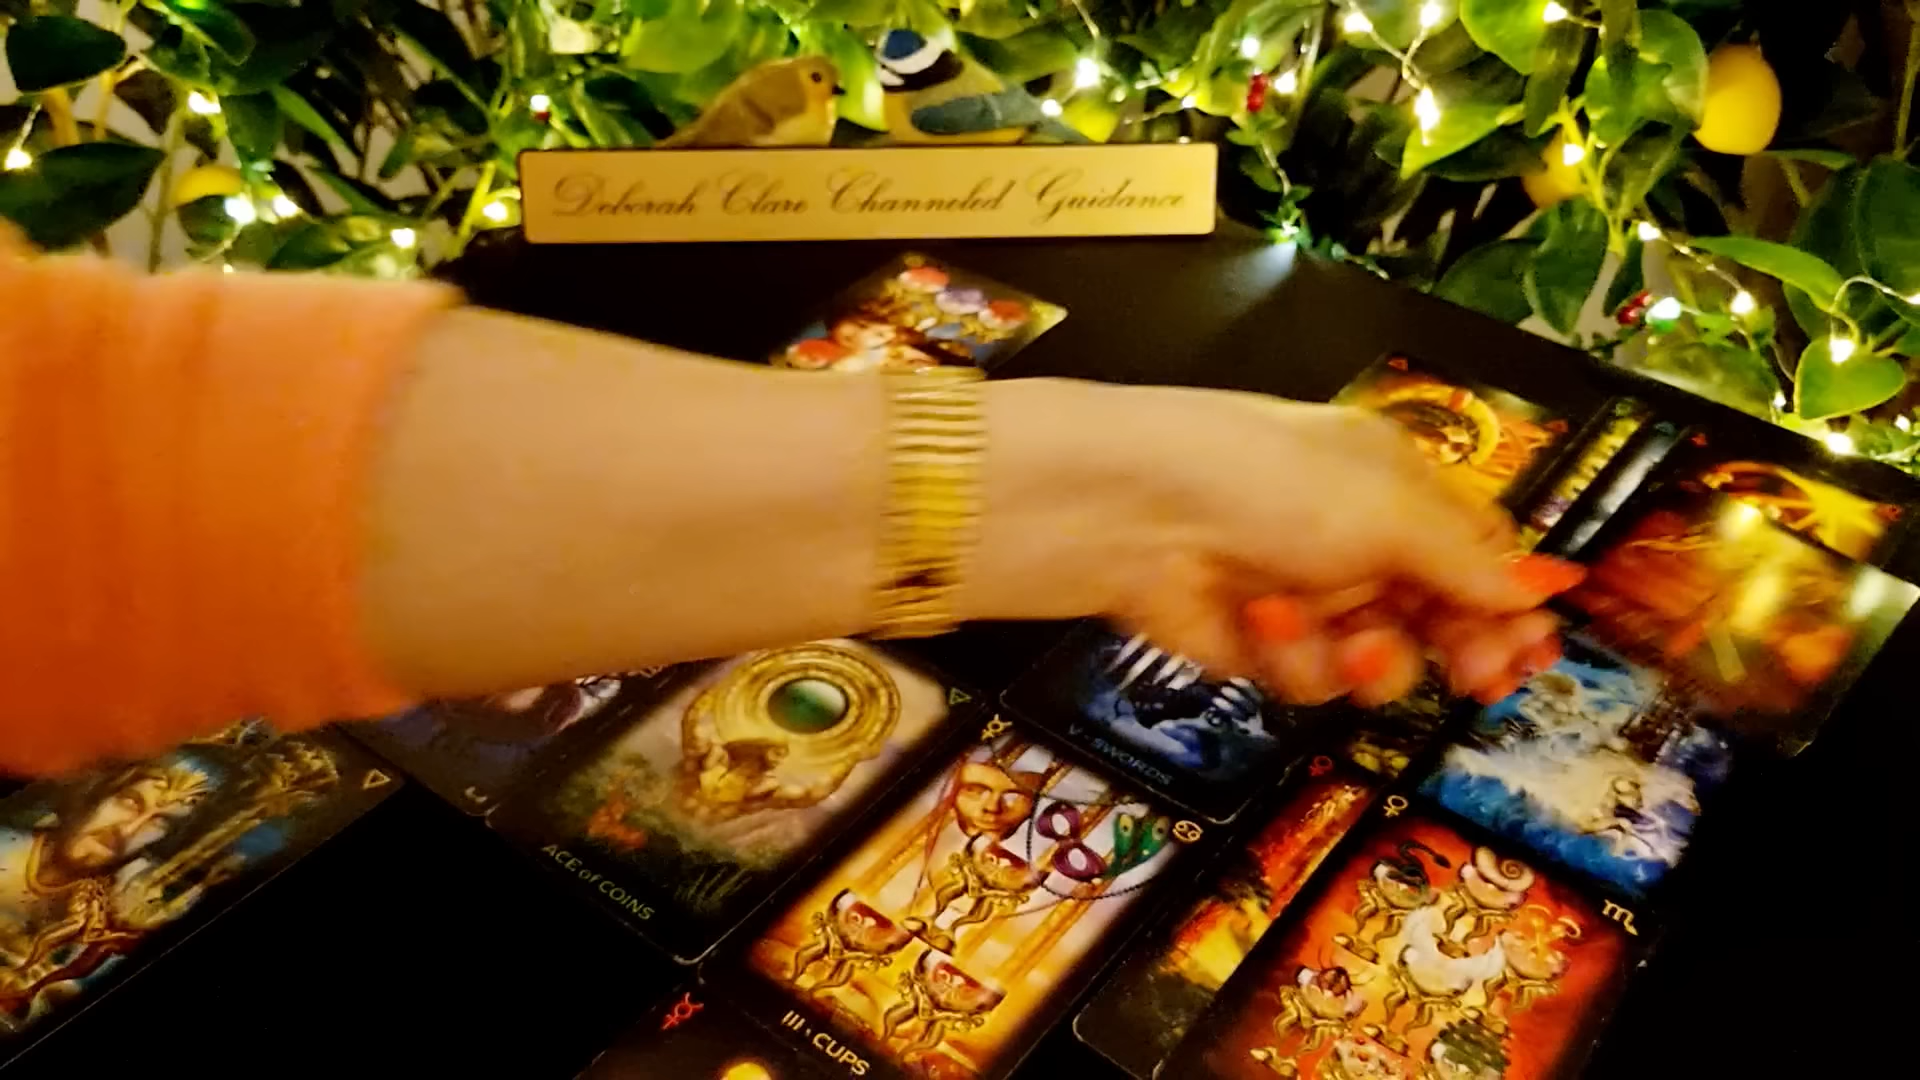 Deborah Clare Channeled Guidance
V · SWORDS
ACE of COINS
III · CUPS